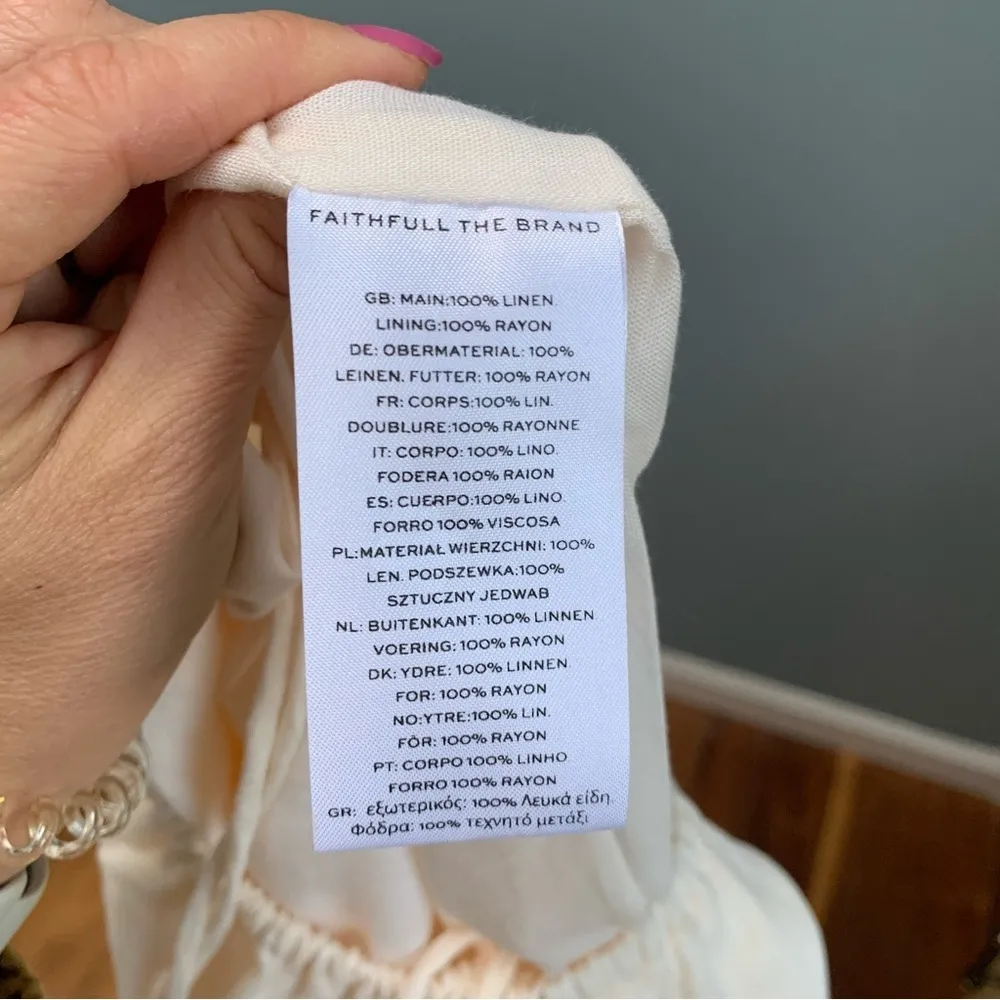 FAITHFULL THE BRAND
GB: MAIN:100% LINEN.
LINING:100% RAYON
DE: OBERMATERIAL: 100%
LEINEN. FUTTER: 100% RAYON
FR: CORPS:100% LIN.
DOUBLURE:100% RAYONNE
IT: CORPO: 100% LINO.
FODERA 100% RAION
ES: CUERPO:100% LINO
FORRO 100% VISCOSA
PL:MATERIAŁ WIERZCHNI: 100%
LEN. PODSZEWKA:100%
SZTUCZNY JEDWAB
NL: BUITENKANT: 100% LINNEN
VOERING: 100% RAYON
DK: YDRE: 100% LINNEN.
FOR: 100% RAYON
NO:YTRE:100% LIN.
FÔR: 100% RAYON
PT: CORPO 100% LINHO
FORRO 100% RAYON
GR: εξωτερικός: 100% Λευκά είδη.
Φόδρα: 100% τεχνητό μετάξι